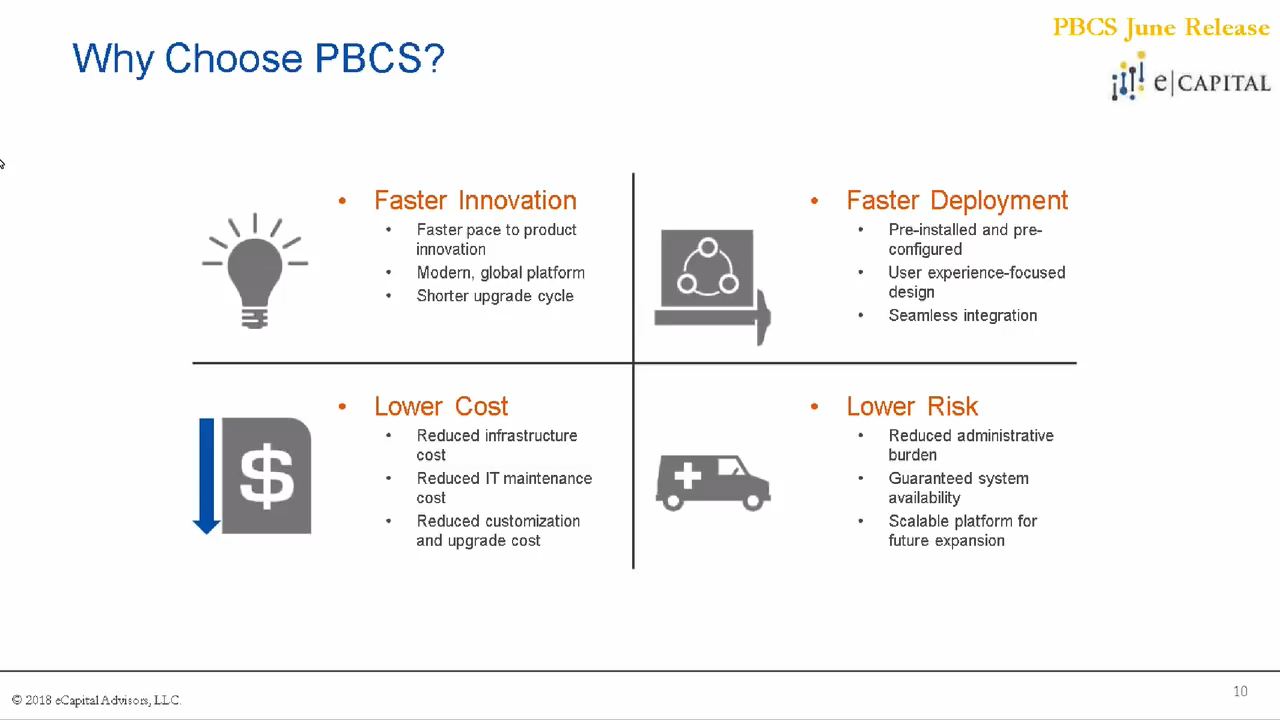 PBCS June Release
Why Choose PBCS?
e|CAPITAL
• Faster Innovation
• Faster pace to product
innovation
• Modern, global platform
• Shorter upgrade cycle
• Faster Deployment
• Pre-installed and pre-
configured
• User experience-focused
design
• Seamless integration
• Lower Cost
• Reduced infrastructure
cost
• Reduced IT maintenance
cost
• Reduced customization
and upgrade cost
$
• Lower Risk
• Reduced administrative
burden
• Guaranteed system
availability
• Scalable platform for
future expansion
© 2018 eCapital Advisors, LLC.
10